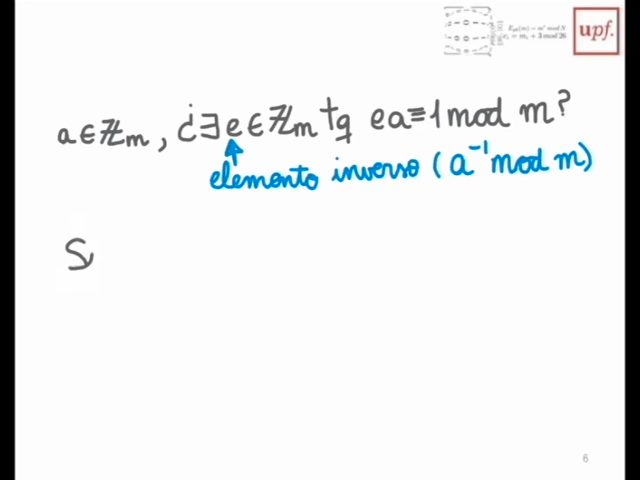 upf.
a ∈ ℤm, ¿∃ e ∈ ℤm tq ea ≡ 1 mod m?
elemento inverso (a⁻¹ mod m)
S
6